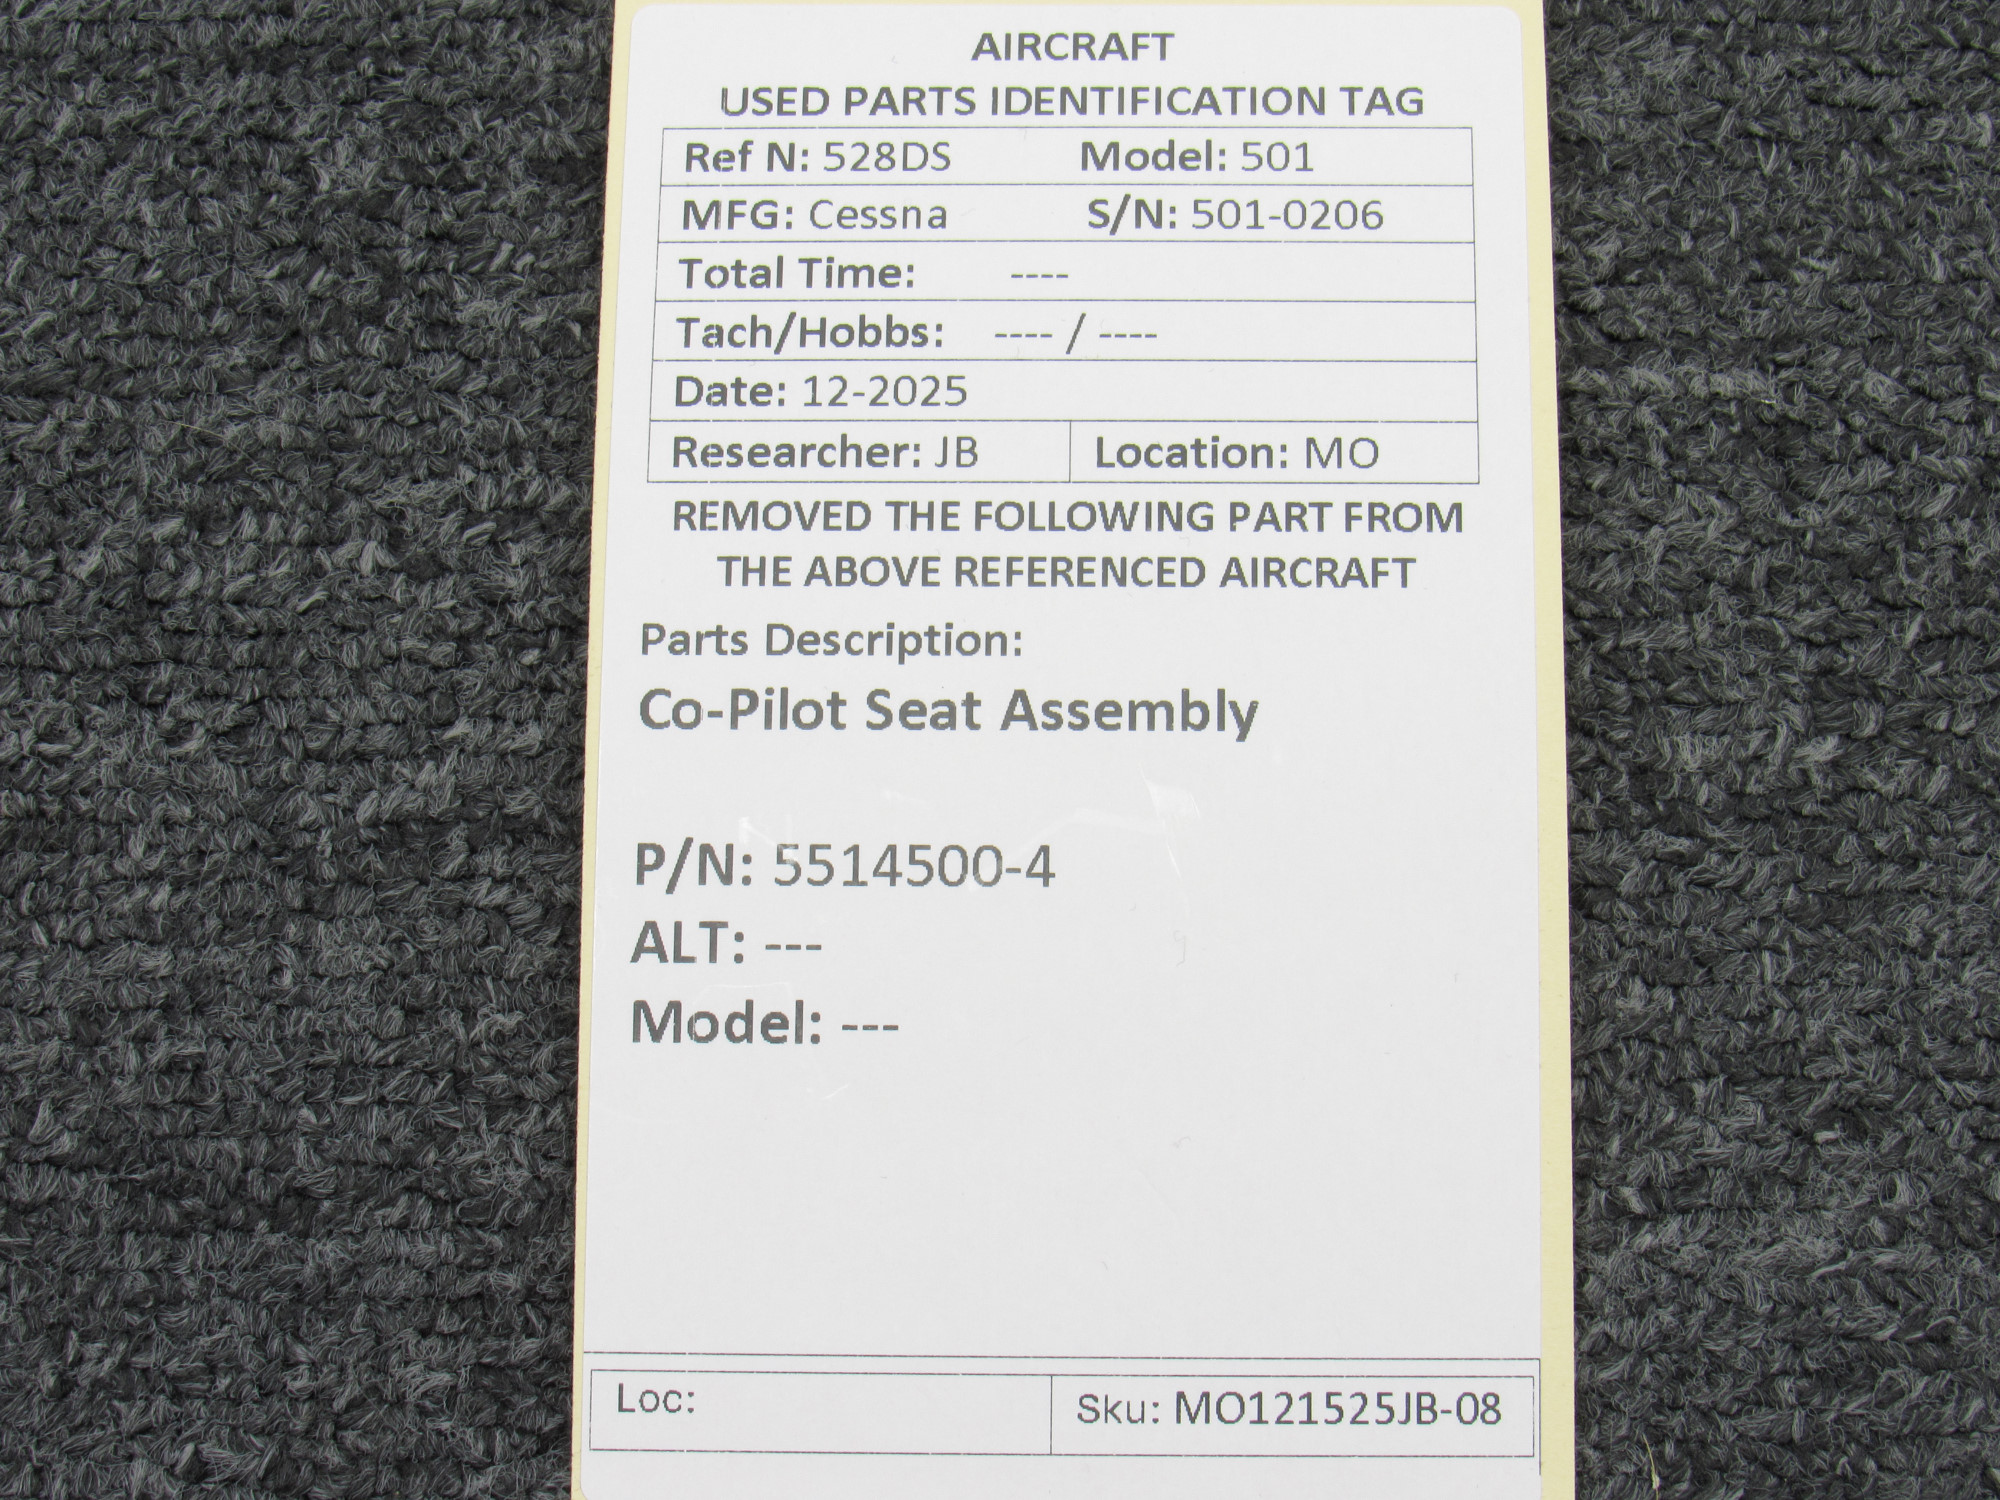 AIRCRAFT
USED PARTS IDENTIFICATION TAG
Ref N: 528DS Model: 501
MFG: Cessna S/N: 501-0206
Total Time: ----
Tach/Hobbs: ---- / ----
Date: 12-2025
Researcher: JB Location: MO
REMOVED THE FOLLOWING PART FROM
THE ABOVE REFERENCED AIRCRAFT
Parts Description:
Co-Pilot Seat Assembly
P/N: 5514500-4
ALT: ---
Model: ---
Loc: Sku: MO121525JB-08